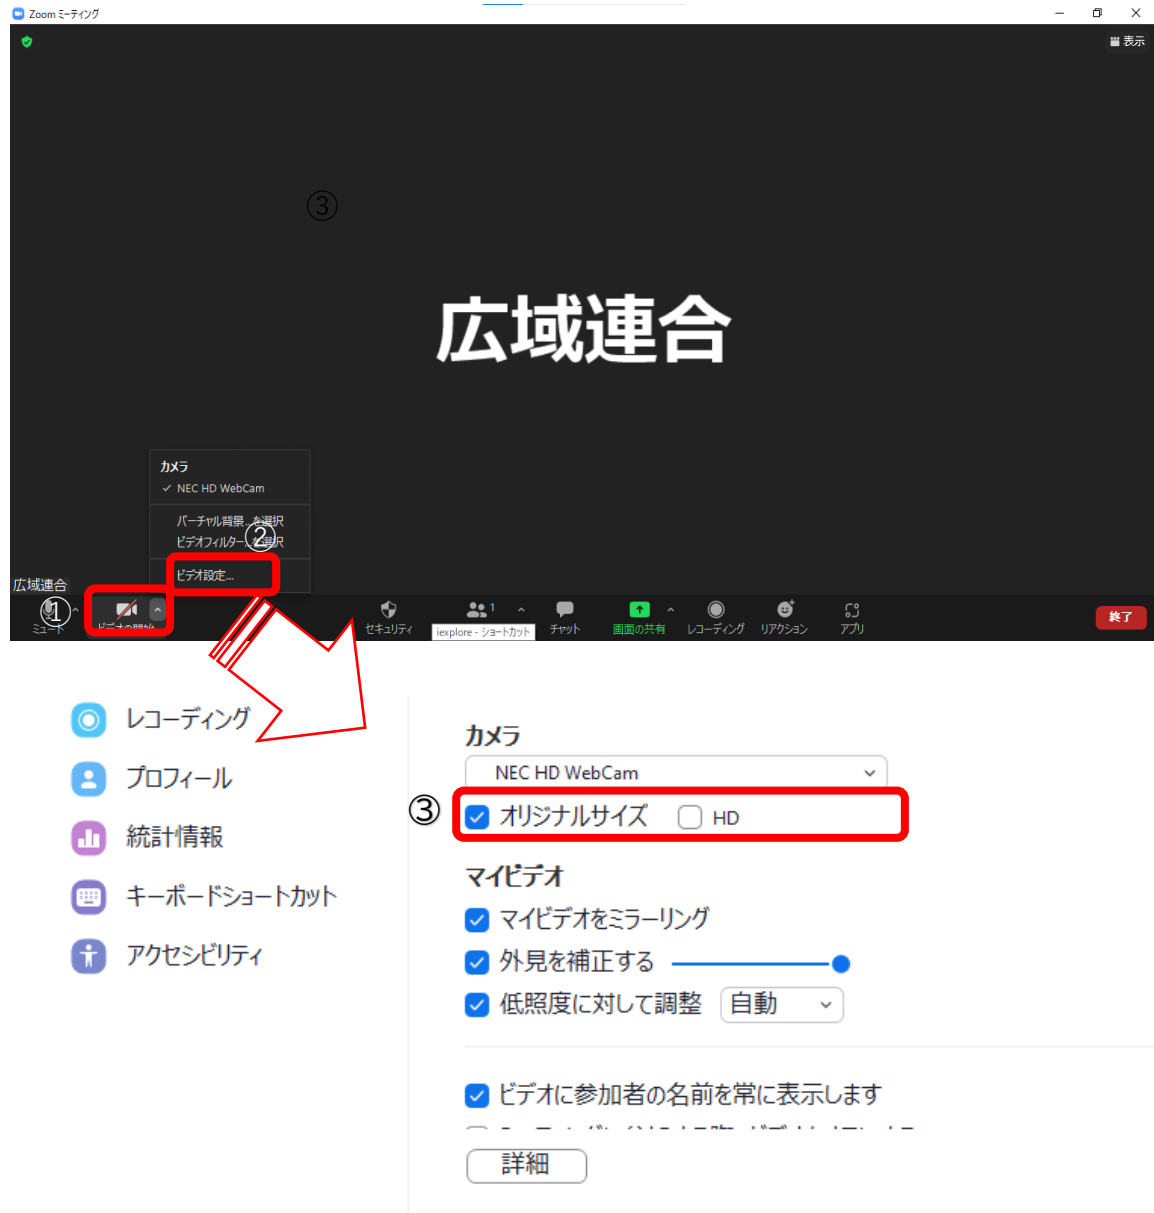 Zoom ミーティング
表示
③
広域連合
カメラ
NEC HD WebCam
バーチャル背景...を選択
ビデオフィルター...を選択
②
ビデオ設定...
広域連合
①
ミュート
ビデオの開始
セキュリティ
1
iexplore - ショートカット
チャット
画面の共有
レコーディング
リアクション
アプリ
終了
レコーディング
プロフィール
統計情報
キーボードショートカット
アクセシビリティ
カメラ
NEC HD WebCam
③
オリジナルサイズ HD
マイビデオ
マイビデオをミラーリング
外見を補正する
低照度に対して調整 自動
ビデオに参加者の名前を常に表示します
詳細